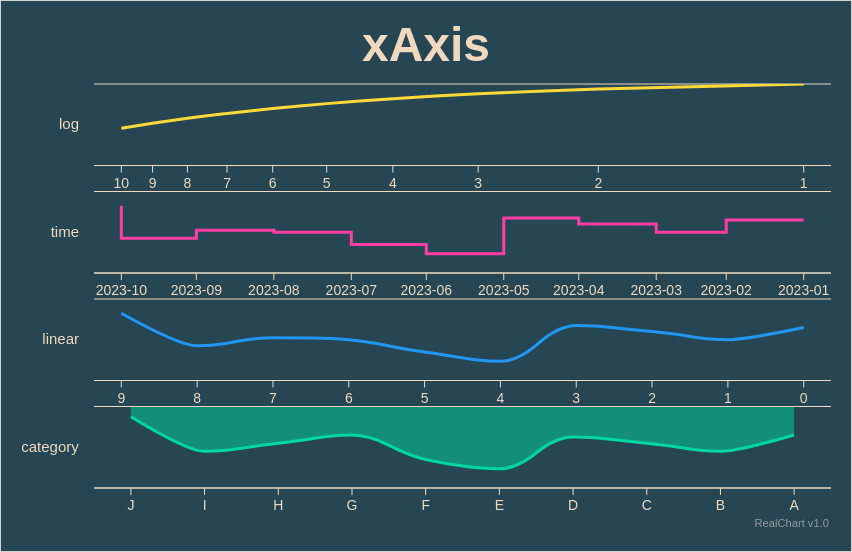 xAxis
log
10 9 8 7 6 5 4 3 2 1
time
2023-10 2023-09 2023-08 2023-07 2023-06 2023-05 2023-04 2023-03 2023-02 2023-01
linear
9 8 7 6 5 4 3 2 1 0
category
J I H G F E D C B A
RealChart v1.0